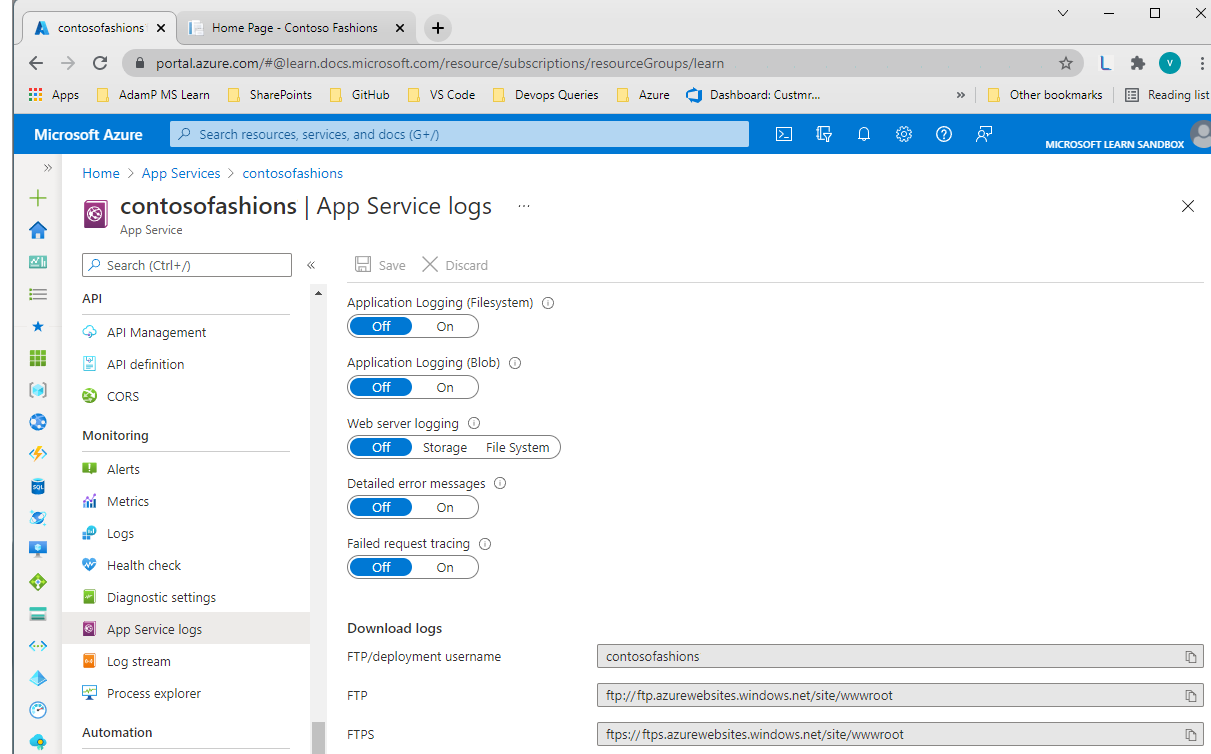 contosofashions
Home Page - Contoso Fashions
portal.azure.com/#@learn.docs.microsoft.com/resource/subscriptions/resourceGroups/learn
L
V
Apps
AdamP MS Learn
SharePoints
GitHub
VS Code
Devops Queries
Azure
Dashboard: Custmr...
»
Other bookmarks
Reading list
Microsoft Azure
Search resources, services, and docs (G+/)
MICROSOFT LEARN SANDBOX
»
Home > App Services > contosofashions
contosofashions | App Service logs ...
App Service
Search (Ctrl+/)
«
Save
Discard
API
API Management
API definition
CORS
Monitoring
Alerts
Metrics
Logs
Health check
Diagnostic settings
App Service logs
Log stream
Process explorer
Automation
SQL
Application Logging (Filesystem)
Off On
Application Logging (Blob)
Off On
Web server logging
Off Storage File System
Detailed error messages
Off On
Failed request tracing
Off On
Download logs
FTP/deployment username
contosofashions
FTP
ftp://ftp.azurewebsites.windows.net/site/wwwroot
FTPS
ftps://ftps.azurewebsites.windows.net/site/wwwroot